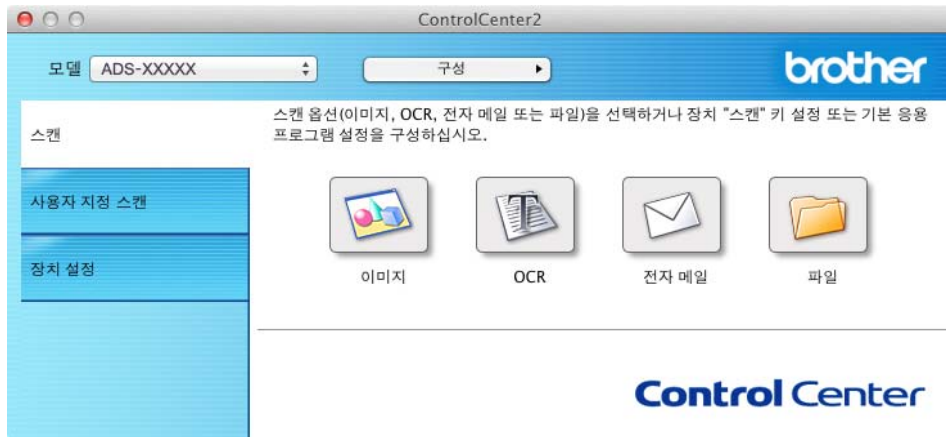 ControlCenter2
모델 ADS-XXXXX 구성 brother
스캔 옵션(이미지, OCR, 전자 메일 또는 파일)을 선택하거나 장치 "스캔" 키 설정 또는 기본 응용
프로그램 설정을 구성하십시오.
스캔
사용자 지정 스캔
장치 설정
이미지 OCR 전자 메일 파일
Control Center